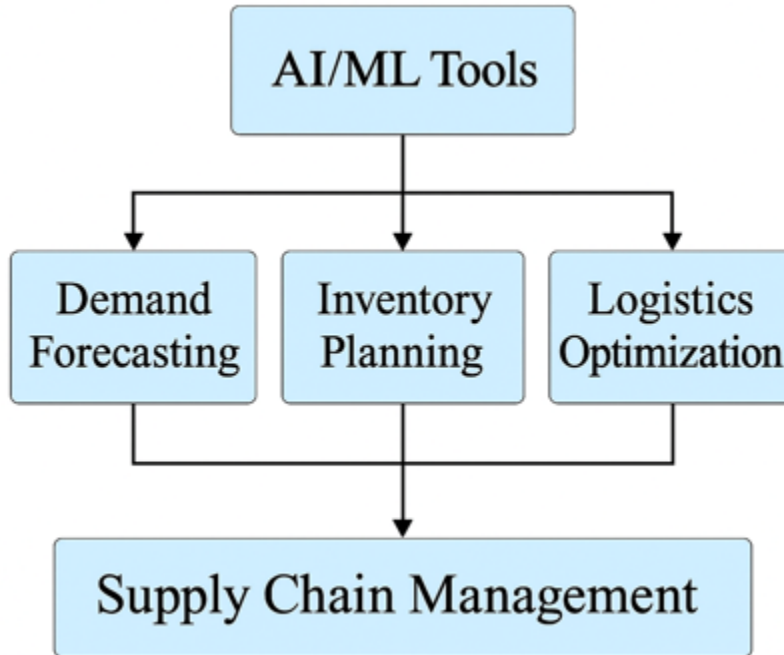 AI/ML Tools
Demand
Forecasting
Inventory
Planning
Logistics
Optimization
Supply Chain Management